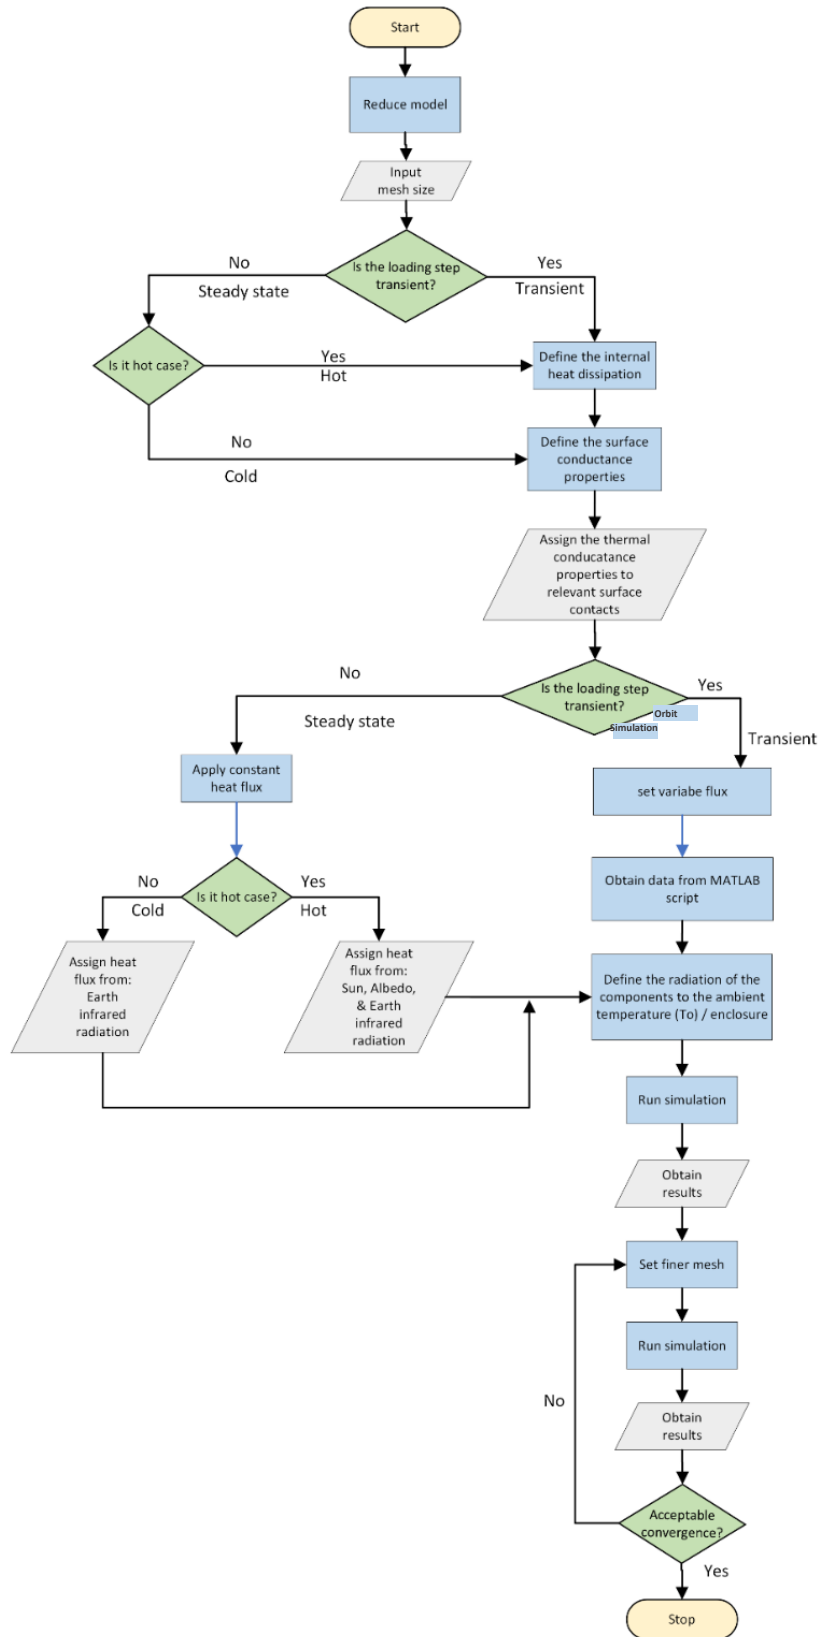 Start
Reduce model
Input
mesh size
Is the loading step
transient?
No
Steady state
Yes
Transient
Is it hot case?
Yes
Hot
Define the internal
heat dissipation
No
Cold
Define the surface
conductance
properties
Assign the thermal
conducatance
properties to
relevant surface
contacts
Is the loading step
transient?
No
Steady state
Yes
Orbit
Simulation
Transient
Apply constant
heat flux
set variabe flux
Is it hot case?
No
Cold
Yes
Hot
Obtain data from MATLAB
script
Assign heat
flux from:
Earth
infrared
radiation
Assign heat
flux from:
Sun, Albedo,
& Earth
infrared
radiation
Define the radiation of the
components to the ambient
temperature (To) / enclosure
Run simulation
Obtain
results
Set finer mesh
Run simulation
No
Obtain
results
Acceptable
convergence?
Yes
Stop